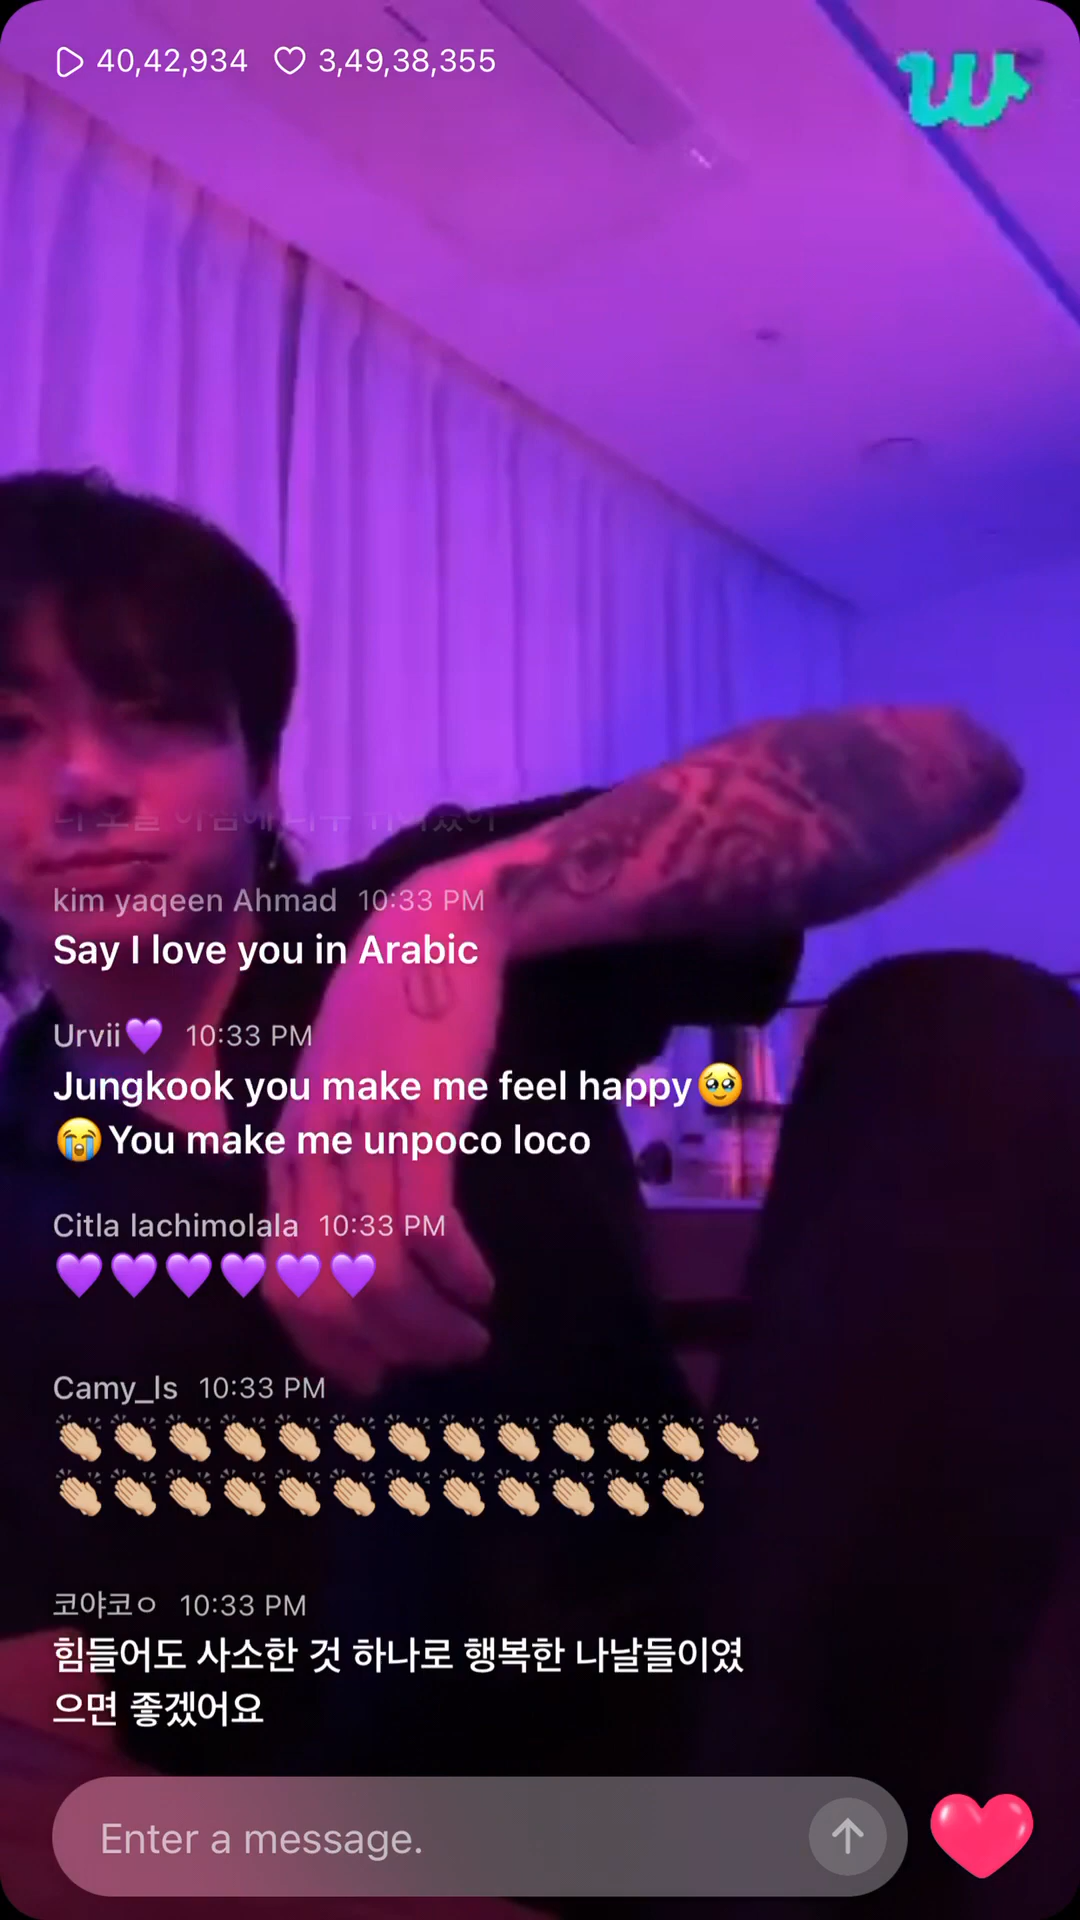 40,42,934 3,49,38,355
kim yaqeen Ahmad 10:33 PM
Say I love you in Arabic
Urvii💜 10:33 PM
Jungkook you make me feel happy🥹
😭You make me unpoco loco
Citla lachimolala 10:33 PM
💜💜💜💜💜💜
Camy_ls 10:33 PM
👏🏼👏🏼👏🏼👏🏼👏🏼👏🏼👏🏼👏🏼👏🏼👏🏼👏🏼👏🏼👏🏼
👏🏼👏🏼👏🏼👏🏼👏🏼👏🏼👏🏼👏🏼👏🏼👏🏼👏🏼👏🏼
코야코ㅇ 10:33 PM
힘들어도 사소한 것 하나로 행복한 나날들이였
으면 좋겠어요
Enter a message.